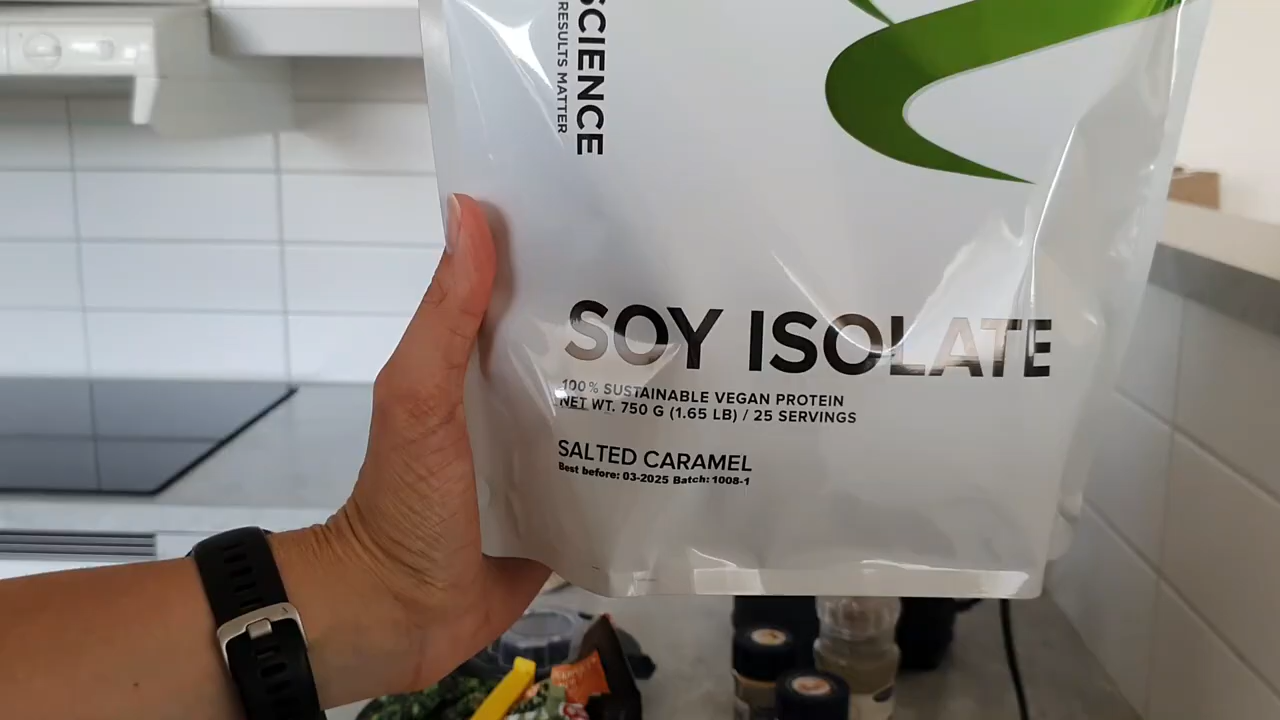 SCIENCE
RESULTS MATTER
SOY ISOLATE
100% SUSTAINABLE VEGAN PROTEIN
NET WT. 750 G (1.65 LB) / 25 SERVINGS
SALTED CARAMEL
Best before: 03-2025 Batch: 1008-1